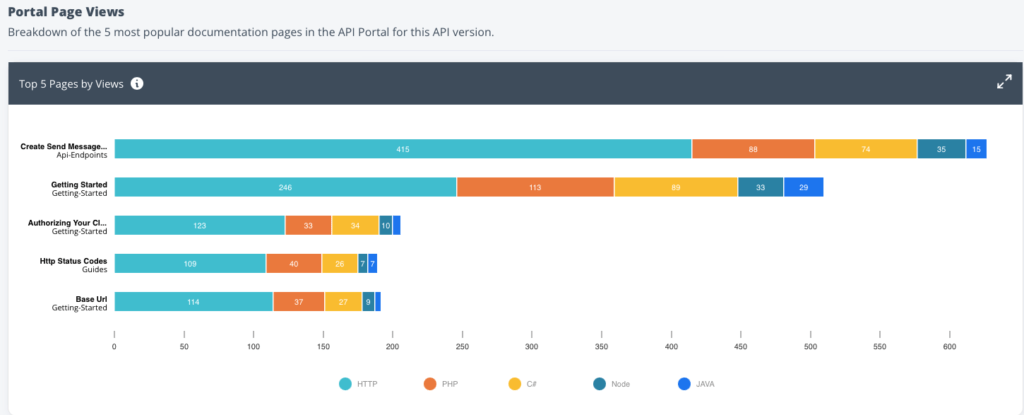 Portal Page Views
Breakdown of the 5 most popular documentation pages in the API Portal for this API version.
Top 5 Pages by Views
Create Send Message...
Api-Endpoints
415 88 74 35 15
Getting Started
Getting-Started
246 113 89 33 29
Authorizing Your Cl...
Getting-Started
123 33 34 10
Http Status Codes
Guides
109 40 26 7 7
Base Url
Getting-Started
114 37 27 9
0 50 100 150 200 250 300 350 400 450 500 550 600
HTTP PHP C# Node JAVA